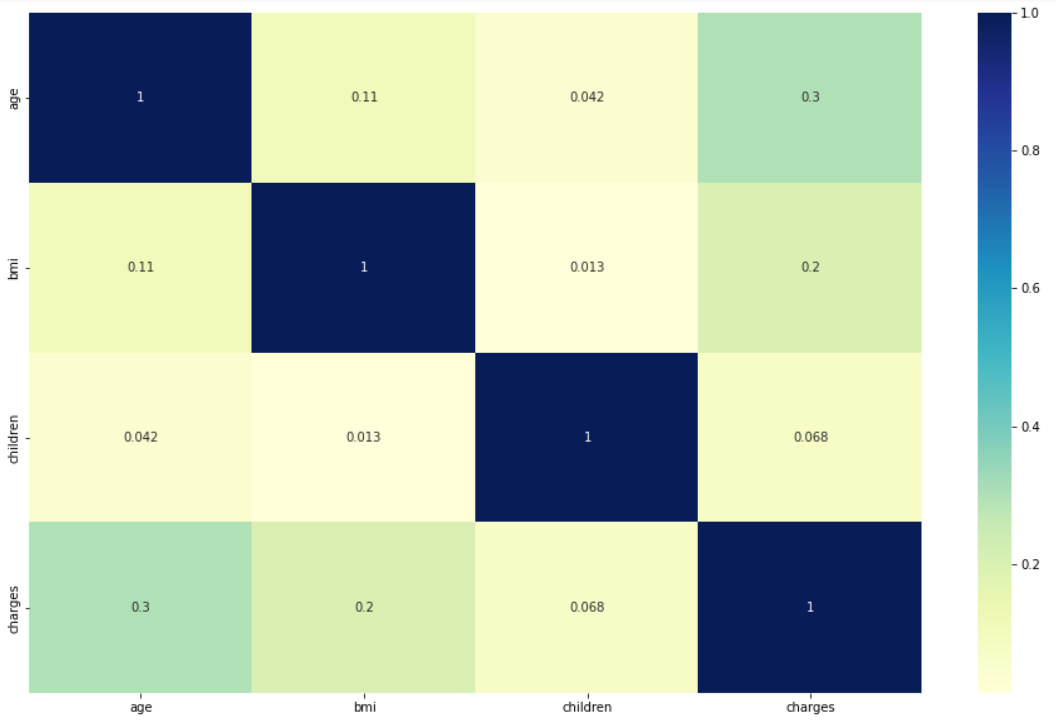 1.0
age 1 0.11 0.042 0.3
0.8
bmi 0.11 1 0.013 0.2
0.6
0.4
children 0.042 0.013 1 0.068
0.2
charges 0.3 0.2 0.068 1
age bmi children charges